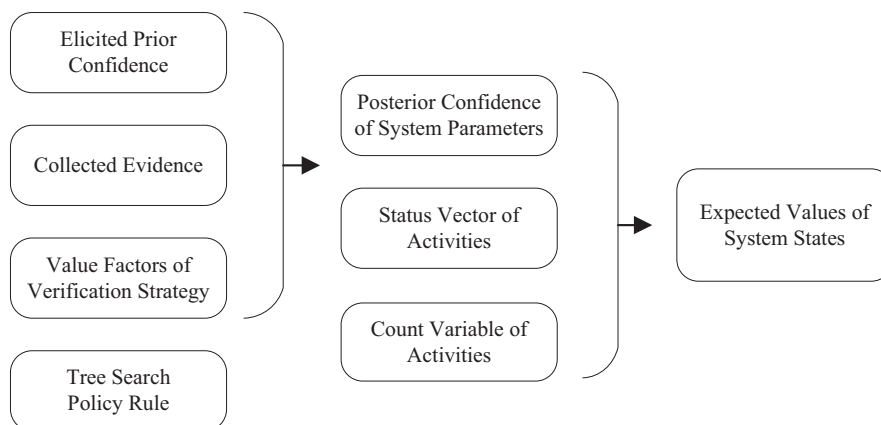 Elicited Prior
Confidence
Collected Evidence
Value Factors of
Verification Strategy
Tree Search
Policy Rule
Posterior Confidence
of System Parameters
Status Vector of
Activities
Count Variable of
Activities
Expected Values of
System States